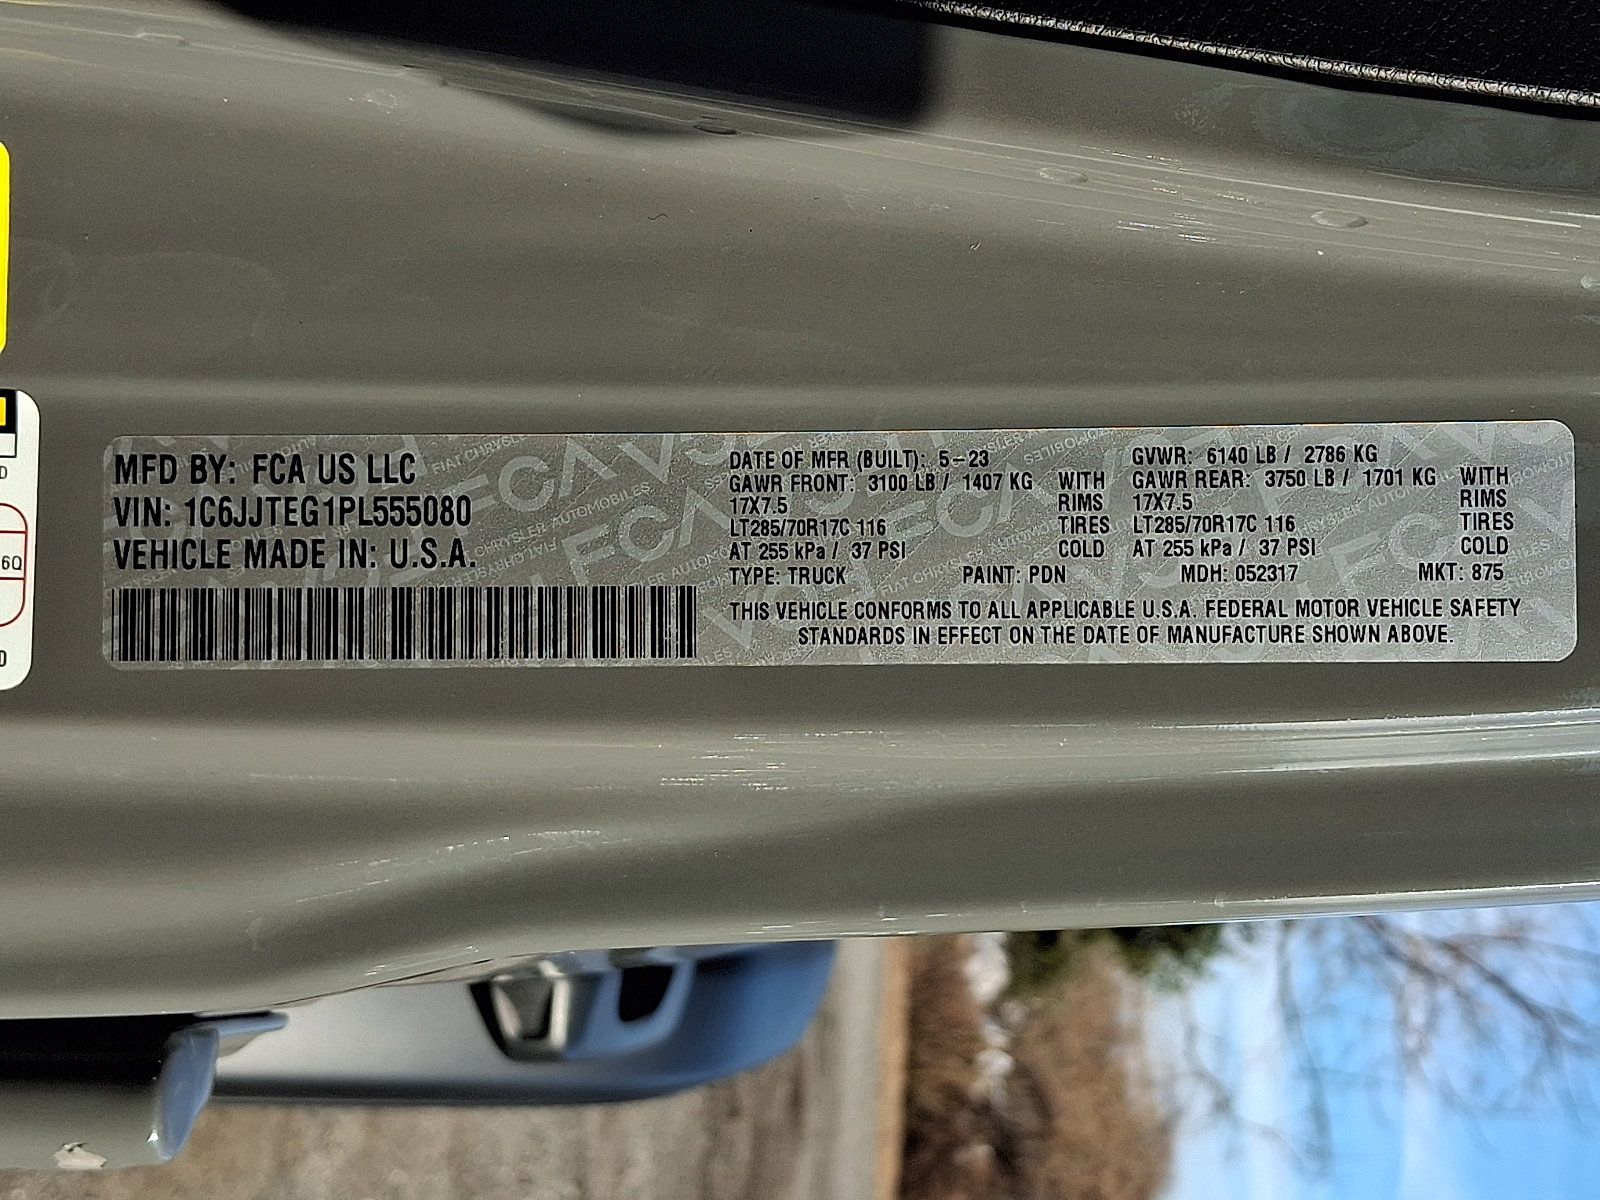 MFD BY: FCA US LLC
VIN: 1C6JJTEG1PL555080
VEHICLE MADE IN: U.S.A.
DATE OF MFR (BUILT): 5-23
GAWR FRONT: 3100 LB / 1407 KG WITH
17X7.5 RIMS
LT285/70R17C 116 TIRES
AT 255 kPa / 37 PSI COLD
GVWR: 6140 LB / 2786 KG
GAWR REAR: 3750 LB / 1701 KG WITH
17X7.5 RIMS
LT285/70R17C 116 TIRES
AT 255 kPa / 37 PSI COLD
TYPE: TRUCK PAINT: PDN MDH: 052317 MKT: 875
THIS VEHICLE CONFORMS TO ALL APPLICABLE U.S.A. FEDERAL MOTOR VEHICLE SAFETY
STANDARDS IN EFFECT ON THE DATE OF MANUFACTURE SHOWN ABOVE.